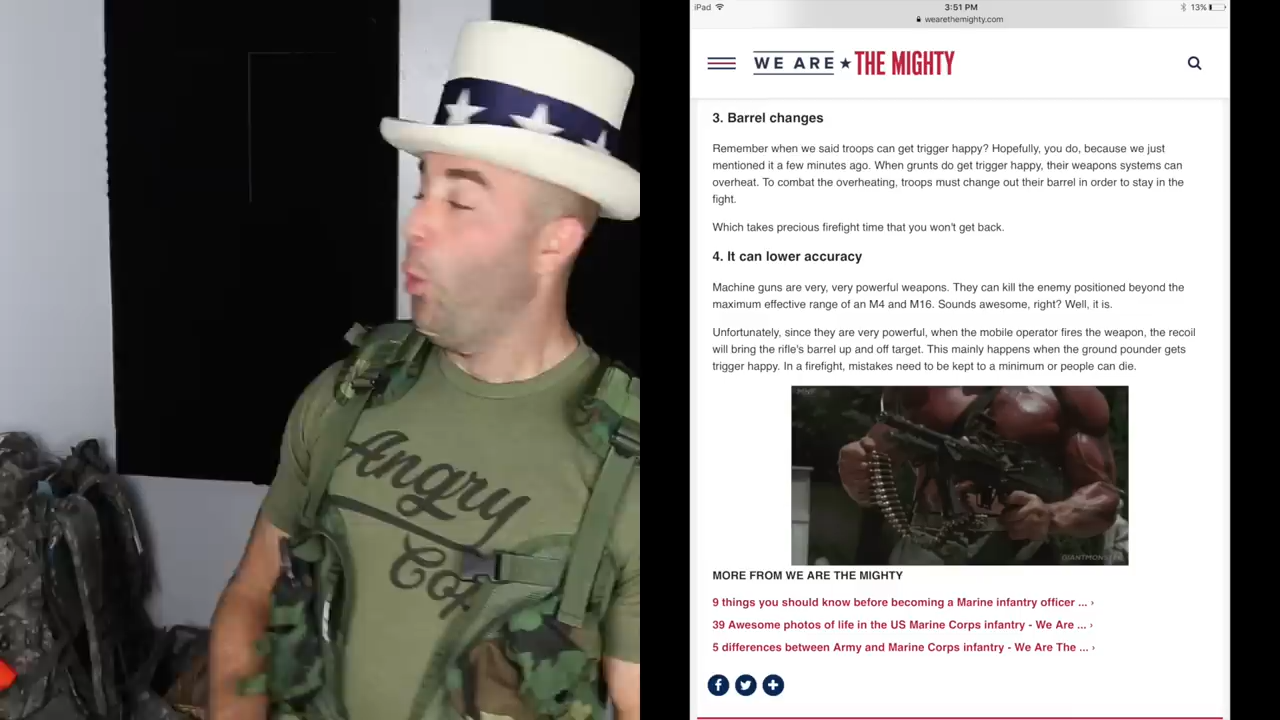 Angry
Cop
iPad
3:51 PM
13%
wearethemighty.com
WE ARE ★ THE MIGHTY
3. Barrel changes
Remember when we said troops can get trigger happy? Hopefully, you do, because we just
mentioned it a few minutes ago. When grunts do get trigger happy, their weapons systems can
overheat. To combat the overheating, troops must change out their barrel in order to stay in the
fight.
Which takes precious firefight time that you won't get back.
4. It can lower accuracy
Machine guns are very, very powerful weapons. They can kill the enemy positioned beyond the
maximum effective range of an M4 and M16. Sounds awesome, right? Well, it is.
Unfortunately, since they are very powerful, when the mobile operator fires the weapon, the recoil
will bring the rifle's barrel up and off target. This mainly happens when the ground pounder gets
trigger happy. In a firefight, mistakes need to be kept to a minimum or people can die.
MORE FROM WE ARE THE MIGHTY
9 things you should know before becoming a Marine infantry officer ... ›
39 Awesome photos of life in the US Marine Corps infantry - We Are ... ›
5 differences between Army and Marine Corps infantry - We Are The ... ›